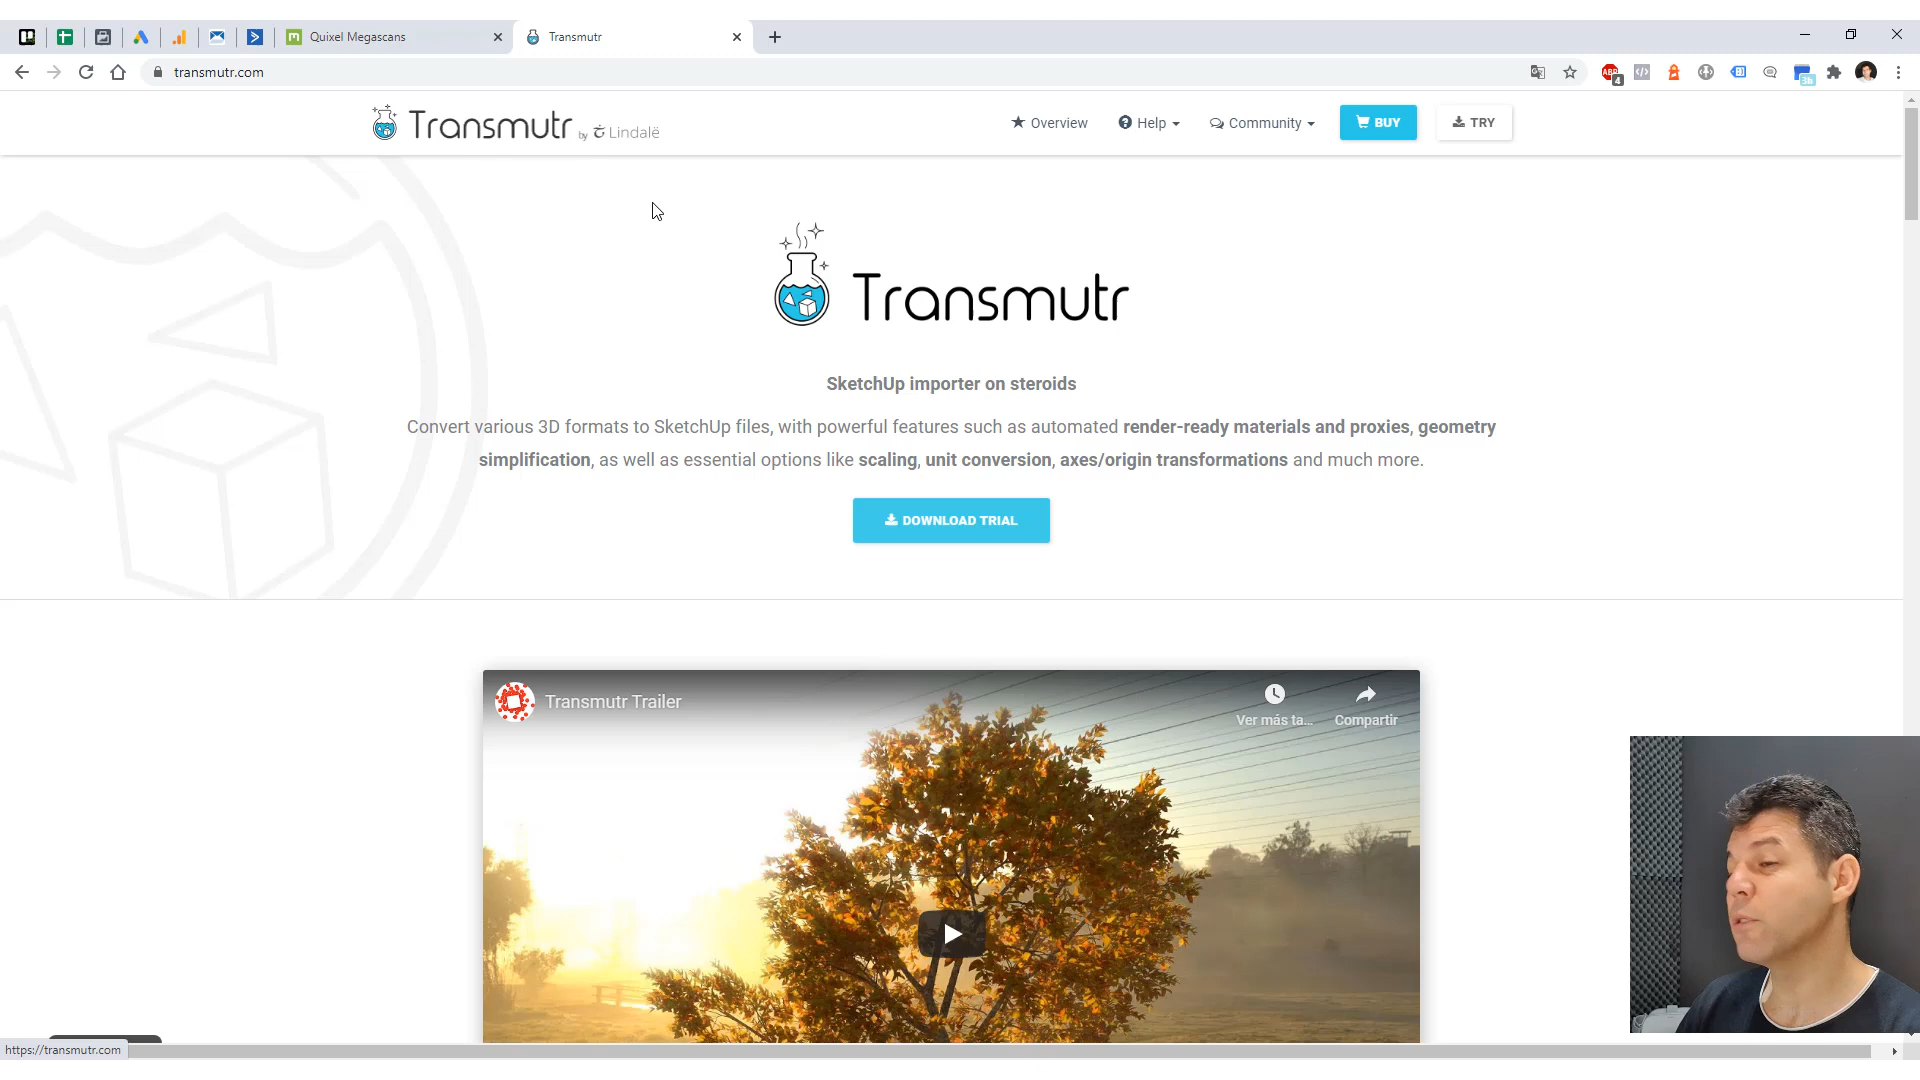 Quixel Megascans
Transmutr
transmutr.com
4
3h
Transmutr by Lindalë
Overview
Help
Community
BUY
TRY
Transmutr
SketchUp importer on steroids
Convert various 3D formats to SketchUp files, with powerful features such as automated render-ready materials and proxies, geometry
simplification, as well as essential options like scaling, unit conversion, axes/origin transformations and much more.
DOWNLOAD TRIAL
Transmutr Trailer
Ver más ta...
Compartir
https://transmutr.com